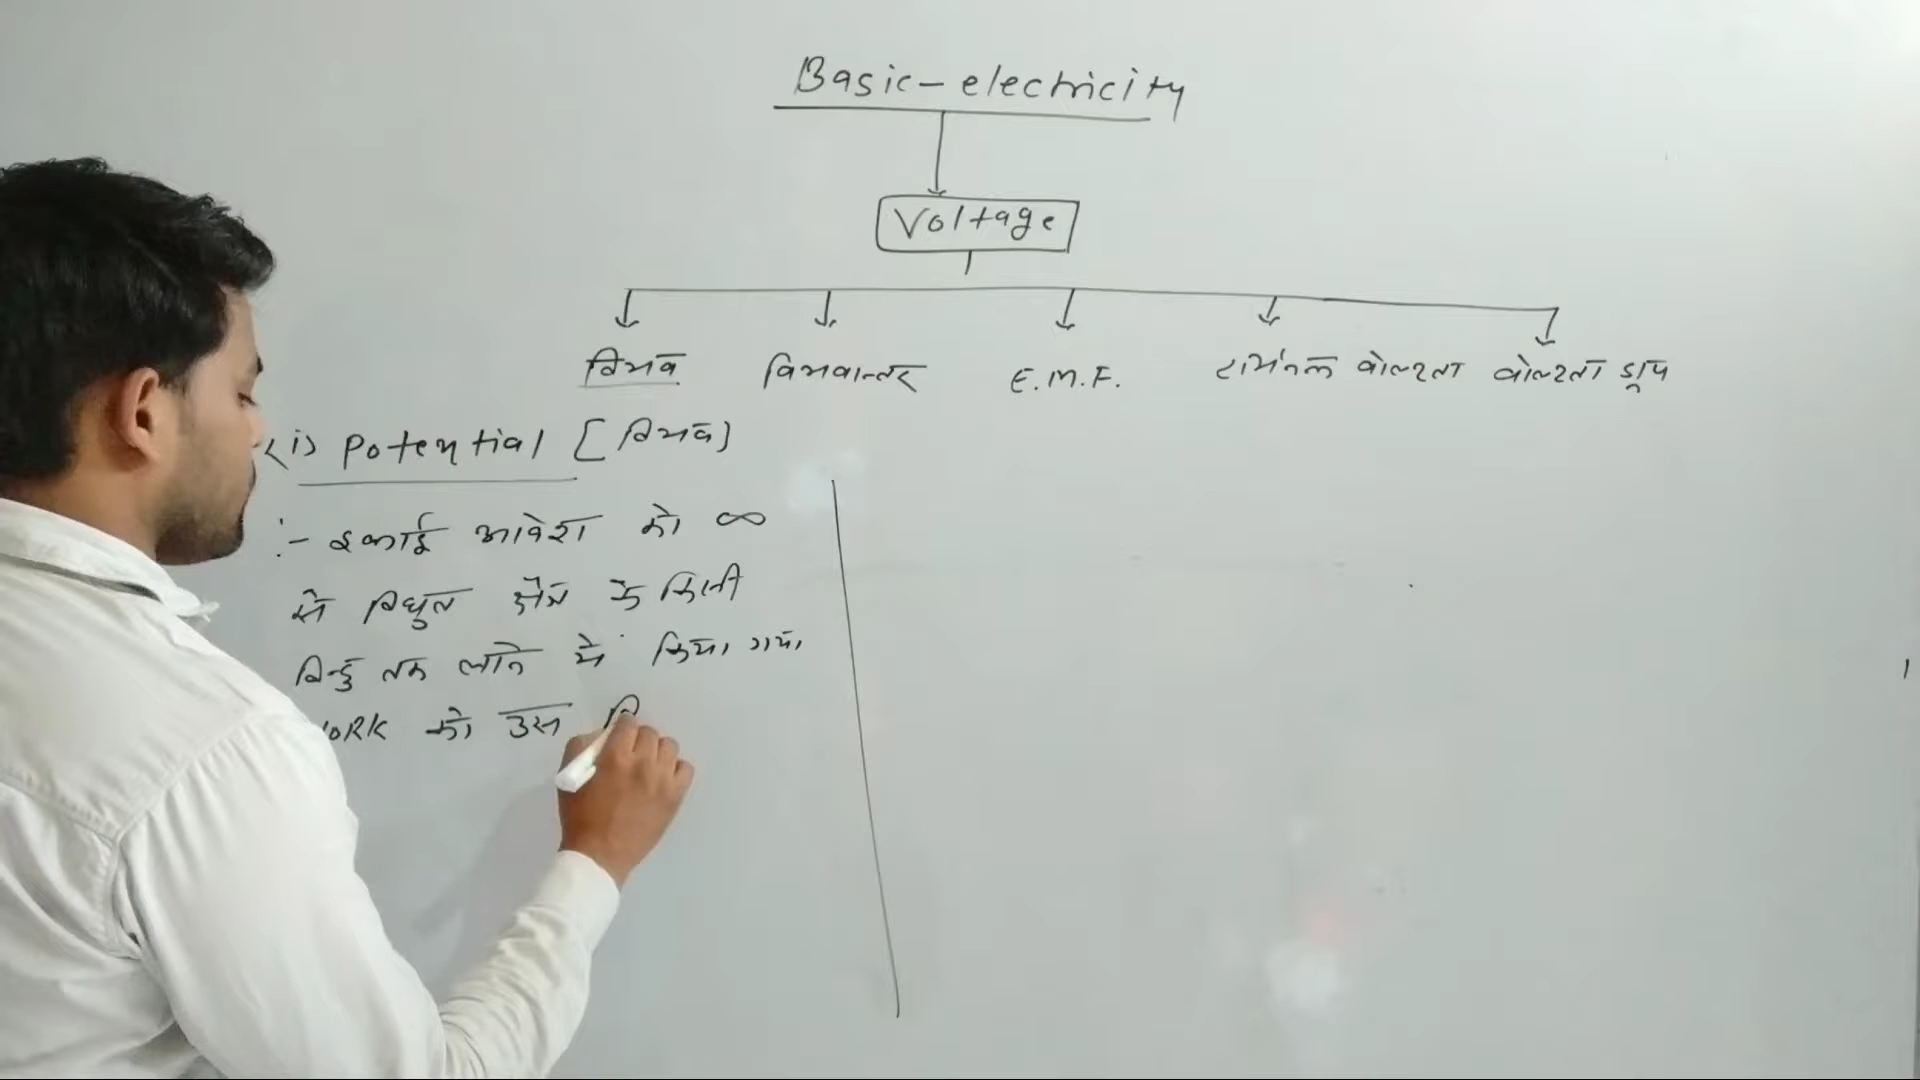 Basic-electricity
Voltage
विभव विभवान्तर E.M.F. टर्मिनल वोल्टता वोल्टता ड्रॉप
(i) Potential [विभव]
:- इकाई आवेश को ∞
से विधुत क्षेत्र के किसी
बिन्दु तक लाने में किया गया
WORK को उस बि